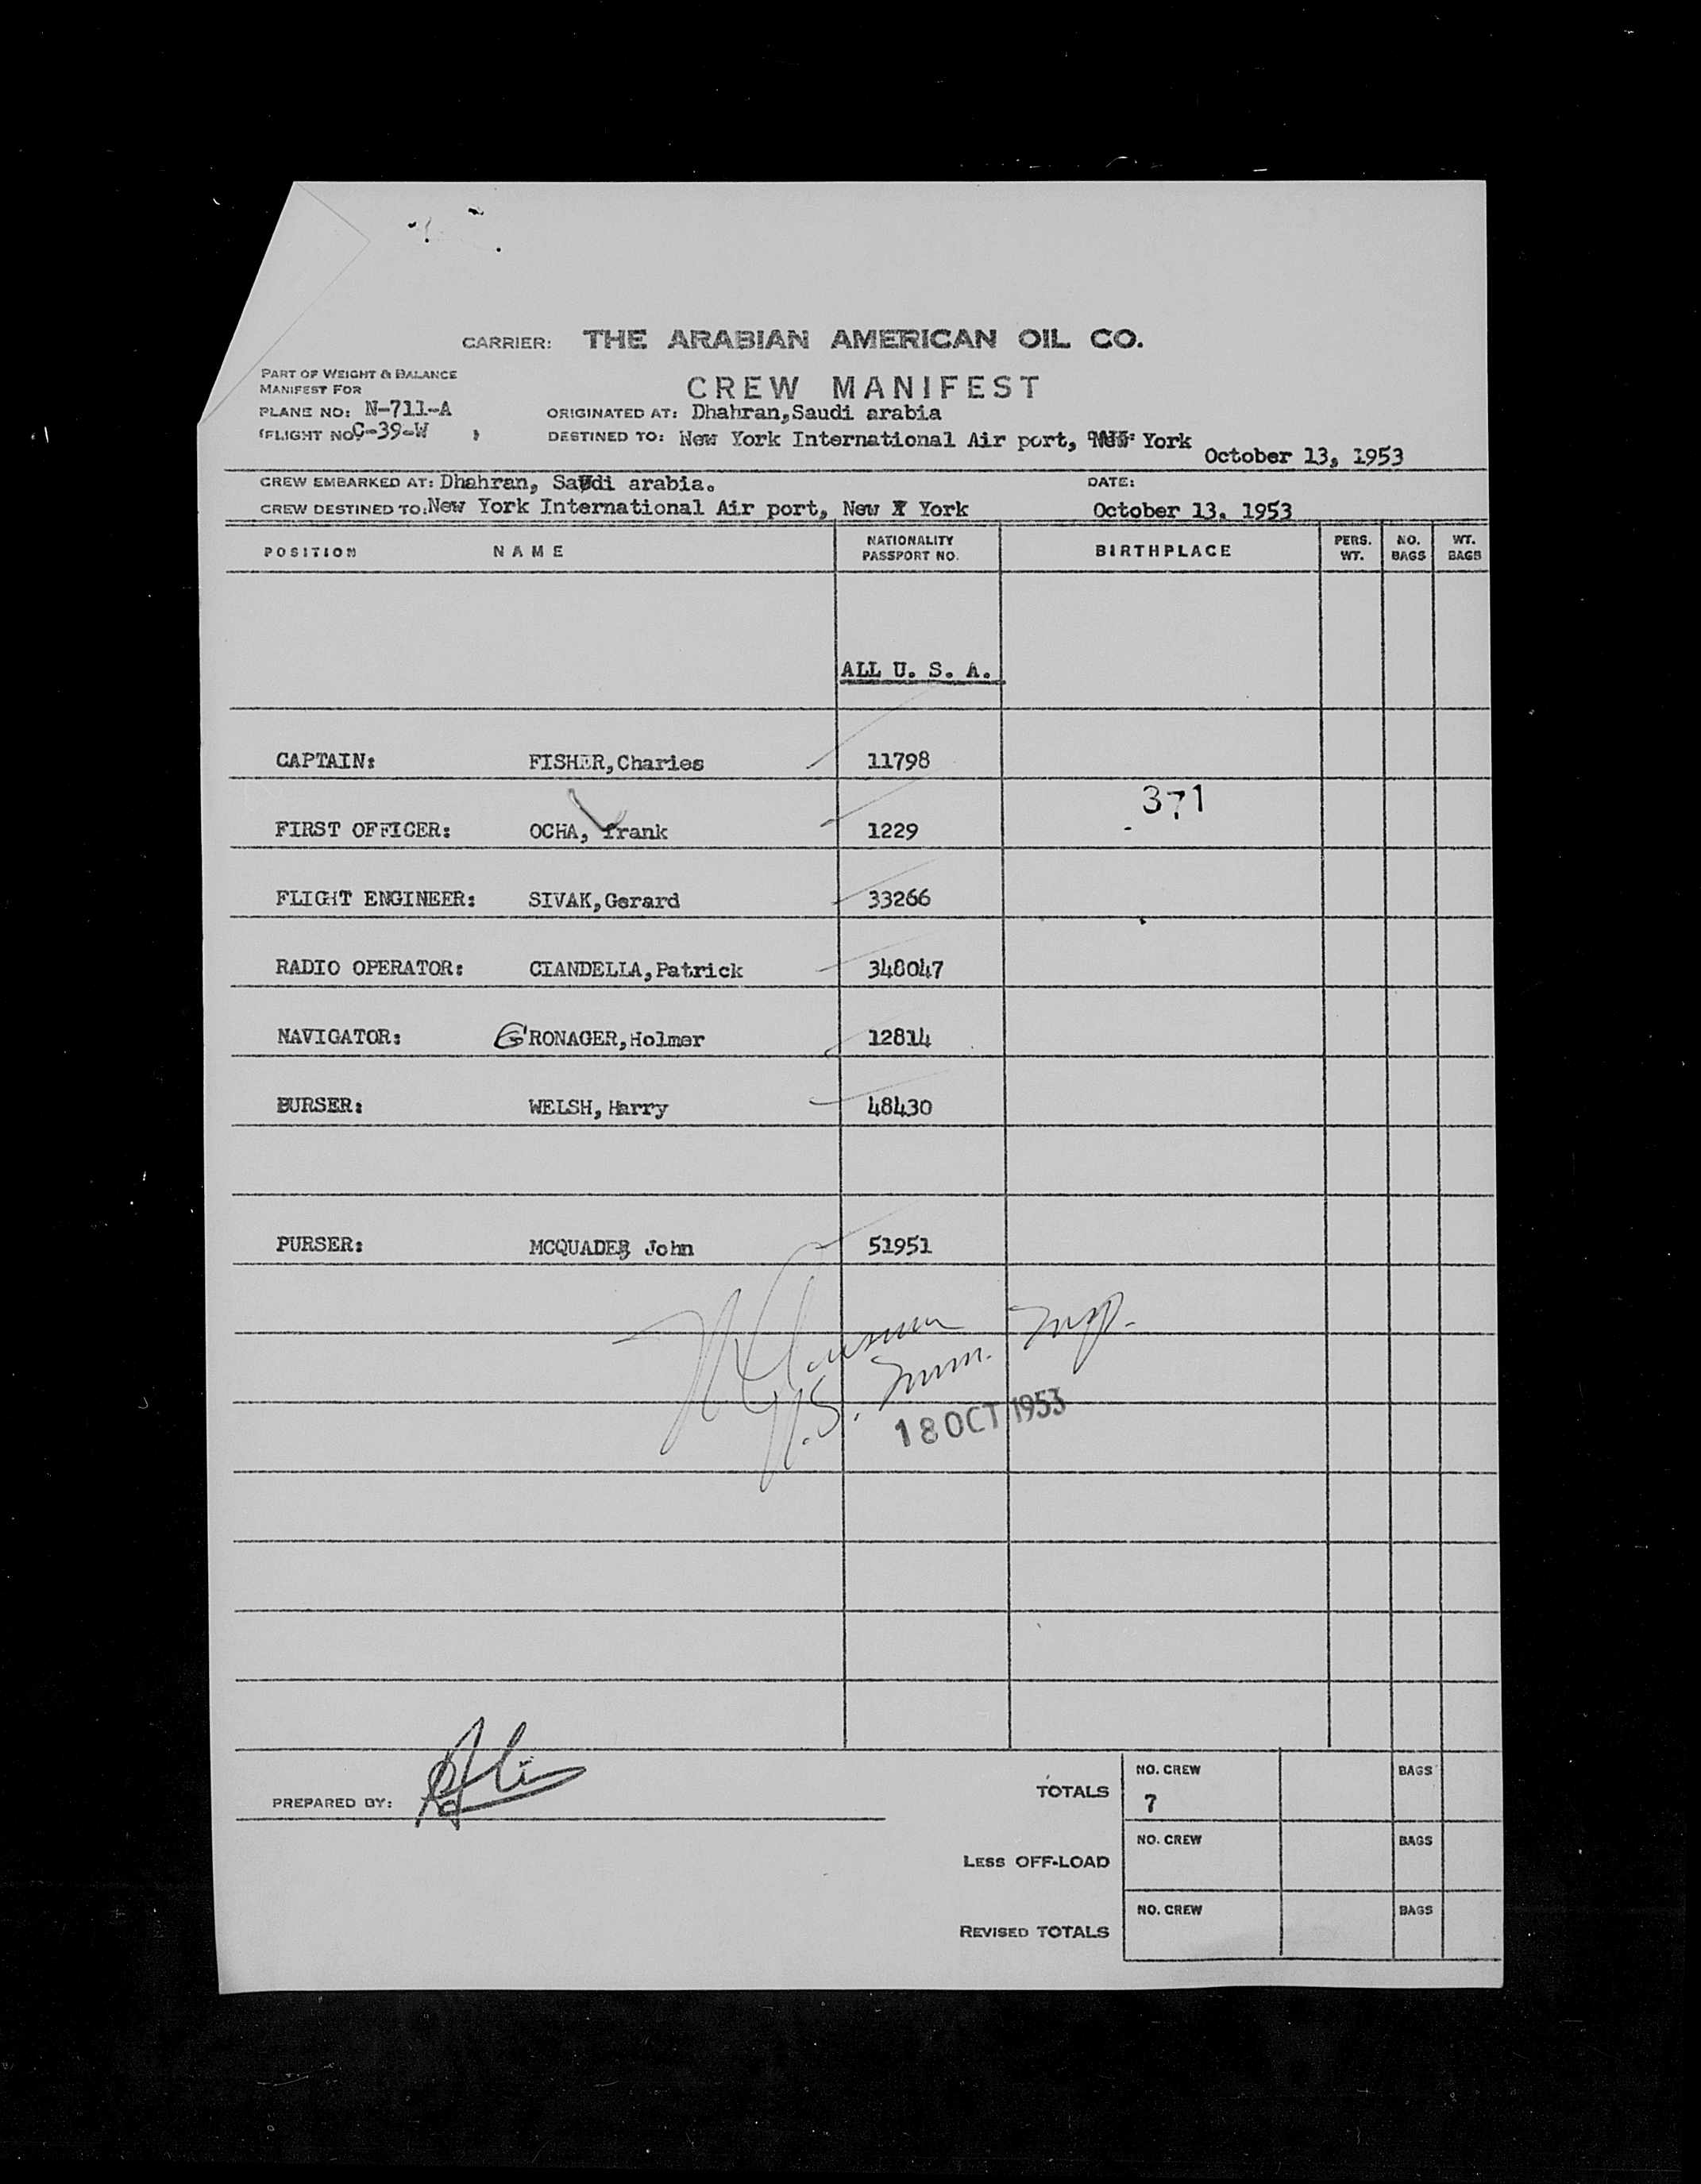 CARRIER: THE ARABIAN AMERICAN OIL CO.
PART OF WEIGHT & BALANCE
MANIFEST FOR
CREW MANIFEST
PLANE NO: N-711-A
ORIGINATED AT: Dhahran,Saudi arabia
(FLIGHT NO C-39-W )
DESTINED TO: New York International Air port, York
October 13, 1953
CREW EMBARKED AT: Dhahran, Saudi arabia.
DATE:
CREW DESTINED TO: New York International Air port, New York
October 13. 1953
POSITION NAME NATIONALITY PASSPORT NO. BIRTHPLACE PERS. WT. NO. BAGS WT. BAGS
ALL U. S. A.
CAPTAIN: FISHER,Charles 11798
371
FIRST OFFICER: OCHA, frank 1229
FLIGHT ENGINEER: SIVAK,Gerard 33266
RADIO OPERATOR: CIANDELLA,Patrick 348047
NAVIGATOR: GRONAGER,Holmer 12814
BURSER: WELSH, Harry 48430
PURSER: MCQUADE, John 51951
U.S. Imm. Insp.
18 OCT 1953
PREPARED BY:
TOTALS NO. CREW 7 BAGS
LESS OFF-LOAD NO. CREW BAGS
REVISED TOTALS NO. CREW BAGS